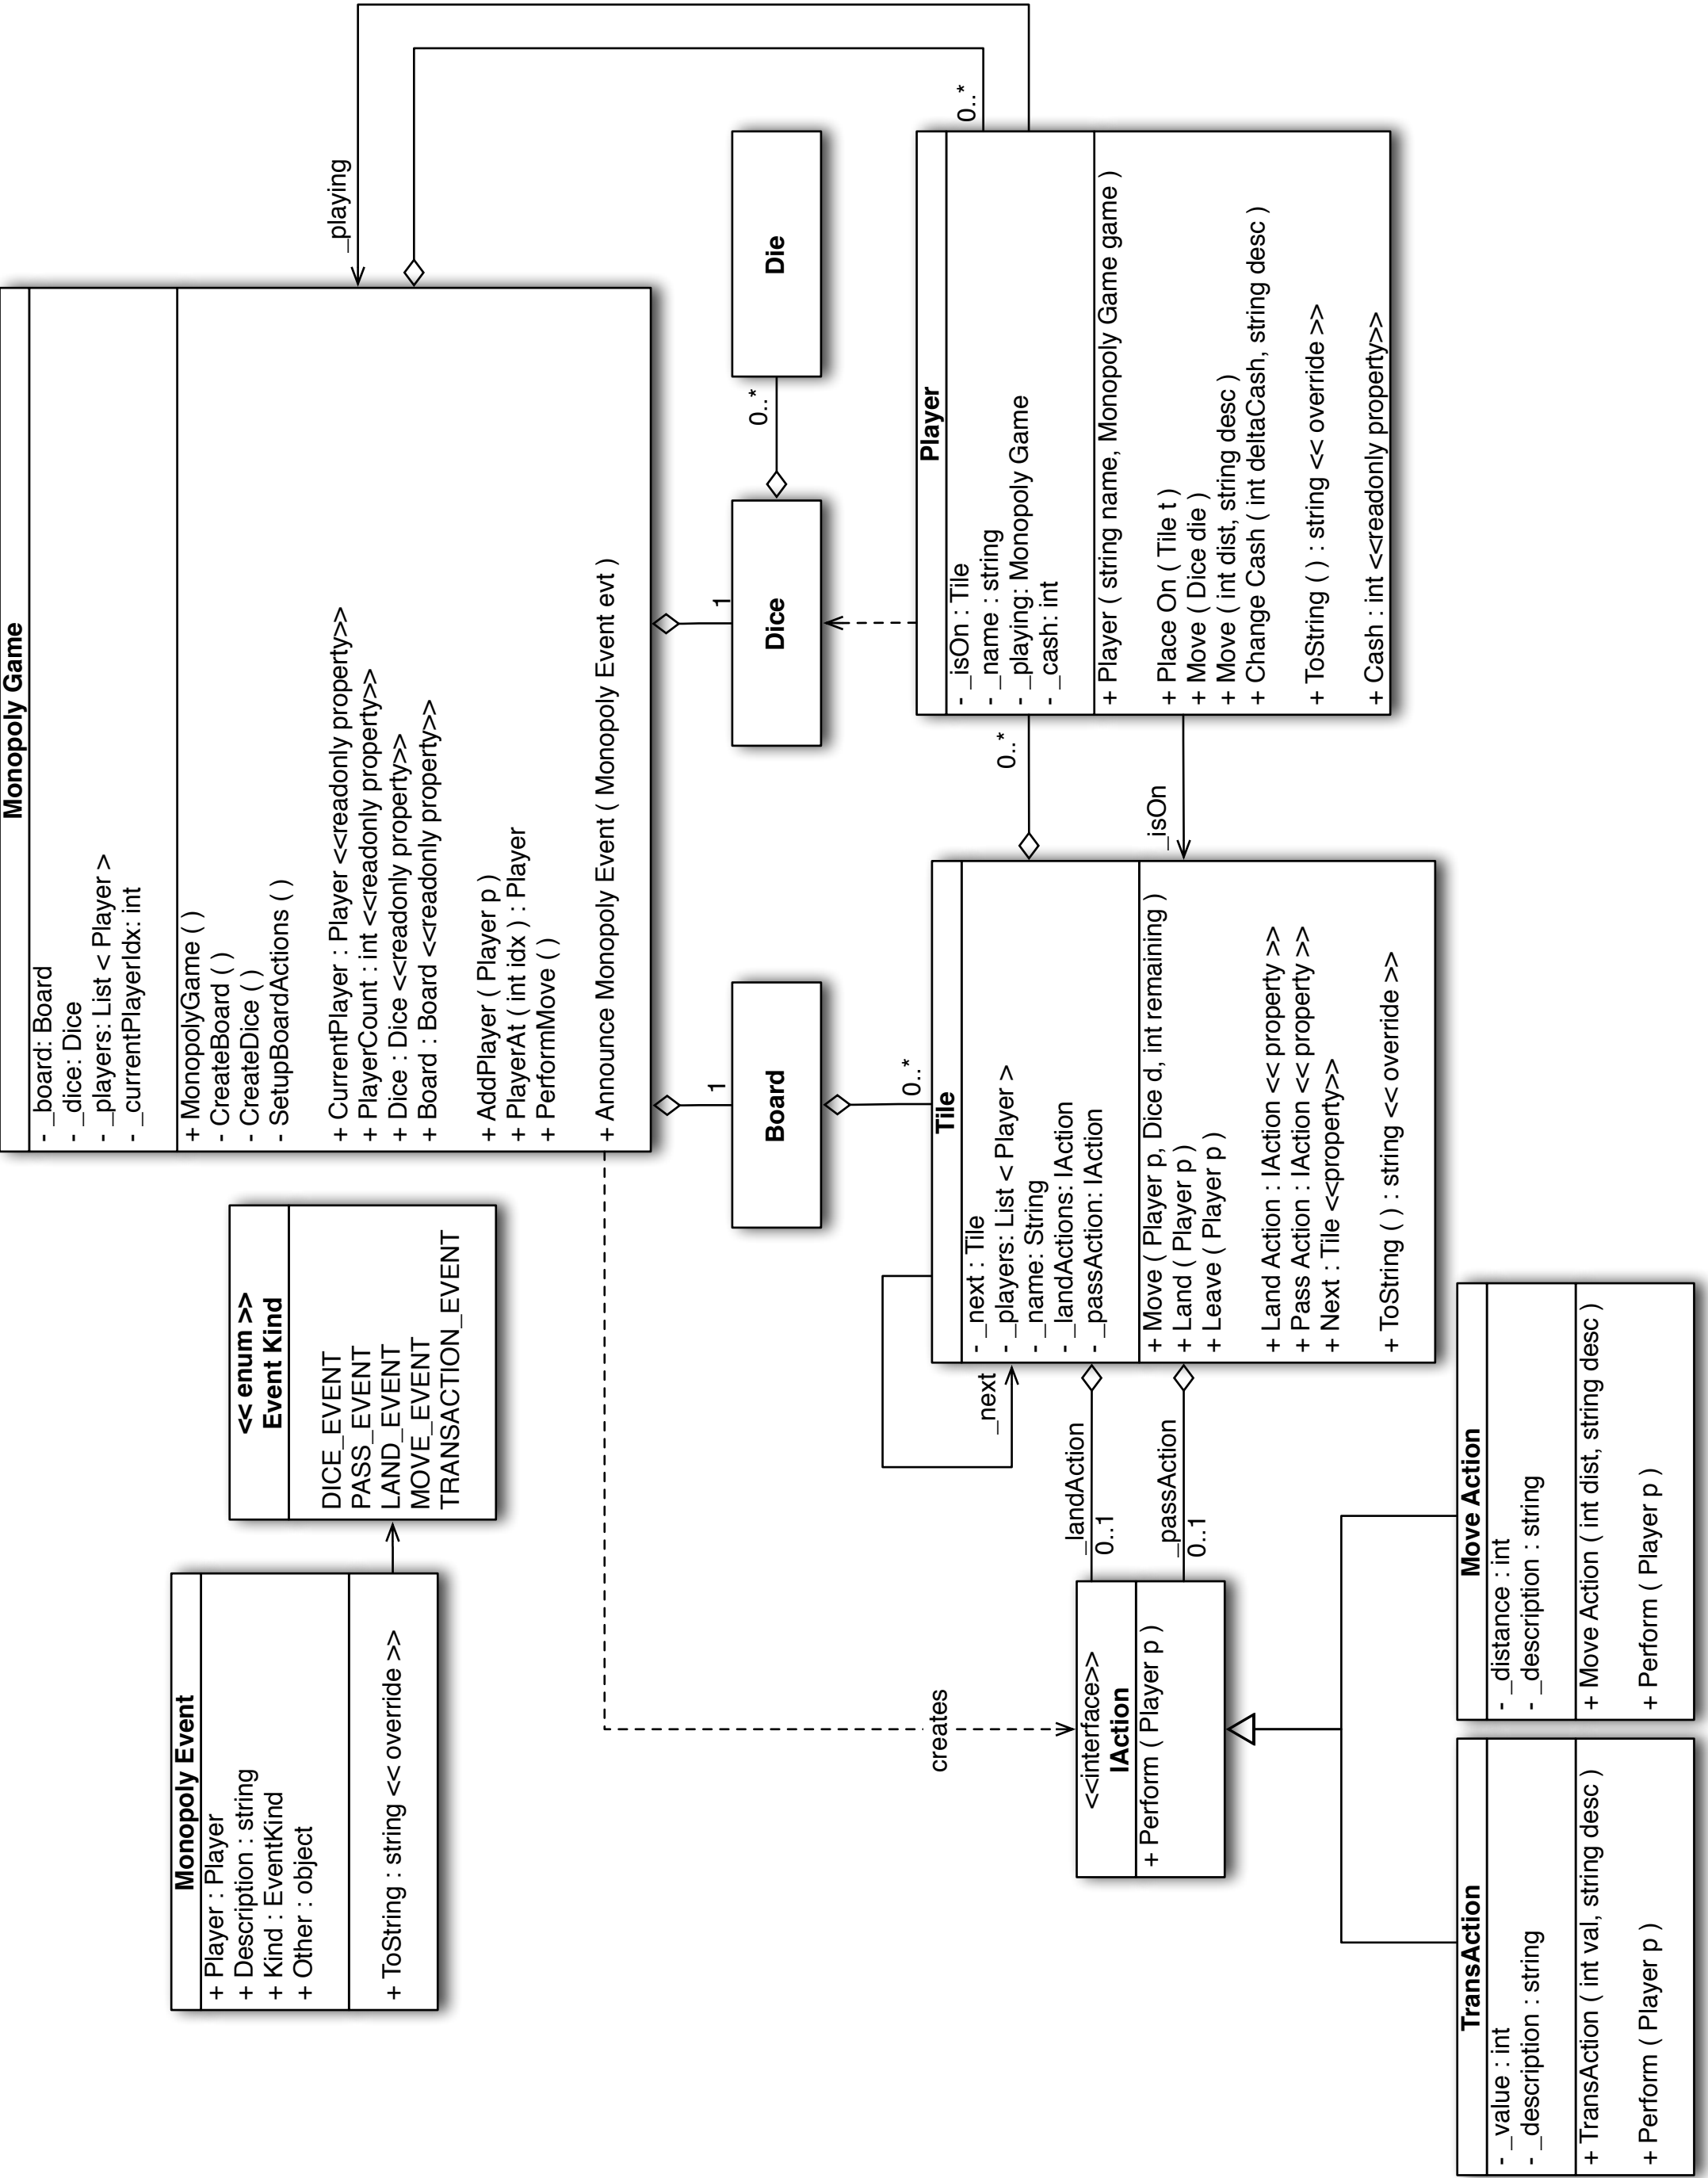 Monopoly Game
- _board: Board
- _dice: Dice
- _players: List < Player >
- _currentPlayerIdx: int
+ MonopolyGame ( )
- CreateBoard ( )
- CreateDice ( )
- SetupBoardActions ( )
+ CurrentPlayer : Player <<readonly property>>
+ PlayerCount : int <<readonly property>>
+ Dice : Dice <<readonly property>>
+ Board : Board <<readonly property>>
+ AddPlayer ( Player p )
+ PlayerAt ( int idx ) : Player
+ PerformMove ( )
+ Announce Monopoly Event ( Monopoly Event evt )
_playing
<< enum >>
Event Kind
DICE_EVENT
PASS_EVENT
LAND_EVENT
MOVE_EVENT
TRANSACTION_EVENT
Monopoly Event
+ Player : Player
+ Description : string
+ Kind : EventKind
+ Other : object
+ ToString : string << override >>
1
1
Board
Dice
0..*
Die
0..*
0..*
Tile
- _next : Tile
- _players: List < Player >
- _name: String
- _landActions: IAction
- _passAction: IAction
+ Move ( Player p, Dice d, int remaining )
+ Land ( Player p )
+ Leave ( Player p )
+ Land Action : IAction << property >>
+ Pass Action : IAction << property >>
+ Next : Tile <<property>>
+ ToString ( ) : string << override >>
_next
0..*
_isOn
Player
- _isOn : Tile
- _name : string
- _playing: Monopoly Game
- _cash: int
+ Player ( string name, Monopoly Game game )
+ Place On ( Tile t )
+ Move ( Dice die )
+ Move ( int dist, string desc )
+ Change Cash ( int deltaCash, string desc )
+ ToString ( ) : string << override >>
+ Cash : int <<readonly property>>
creates
_landAction
0..1
_passAction
0..1
<<interface>>
IAction
+ Perform ( Player p )
TransAction
- _value : int
- _description : string
+ TransAction ( int val, string desc )
+ Perform ( Player p )
Move Action
- _distance : int
- _description : string
+ Move Action ( int dist, string desc )
+ Perform ( Player p )